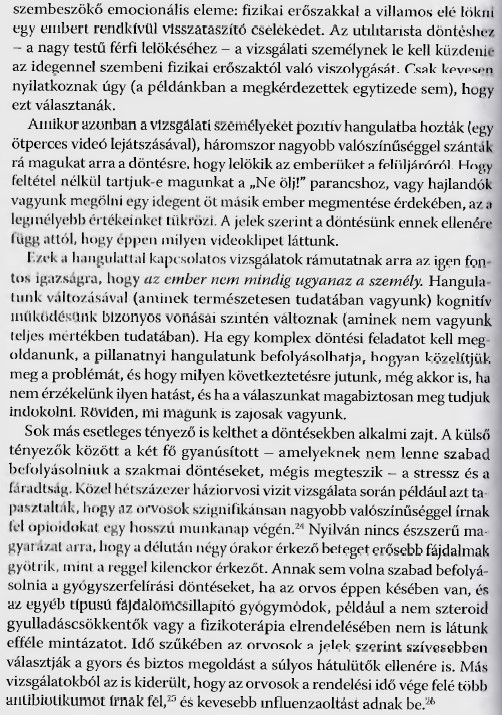 szembeszökő emocionális eleme: fizikai erőszakkal a villamos elé lökni
egy embert rendkívül visszataszító cselekedet. Az utilitarista döntéshez
– a nagy testű férfi lelökéséhez – a vizsgálati személynek le kell küzdenie
az idegennel szembeni fizikai erőszaktól való viszolygását. Csak kevesen
nyilatkoznak úgy (a példánkban a megkérdezettek egytizede sem), hogy
ezt választanák.
Amikor azonban a vizsgálati személyeket pozitív hangulatba hozták (egy
ötperces videó lejátszásával), háromszor nagyobb valószínűséggel szánták
rá magukat arra a döntésre, hogy lelökik az emberüket a felüljáróról. Hogy
feltétel nélkül tartjuk-e magunkat a „Ne ölj!” parancshoz, vagy hajlandók
vagyunk megölni egy idegent öt másik ember megmentése érdekében, az a
legmélyebb értékeinket tükrözi. A jelek szerint a döntésünk ennek ellenére
függ attól, hogy éppen milyen videoklipet láttunk.
Ezek a hangulattal kapcsolatos vizsgálatok rámutatnak arra az igen fon-
tos igazságra, hogy az ember nem mindig ugyanaz a személy. Hangula-
tunk változásával (aminek természetesen tudatában vagyunk) kognitív
működésünk bizonyos vonásai szintén változnak (aminek nem vagyunk
teljes mértékben tudatában). Ha egy komplex döntési feladatot kell meg-
oldanunk, a pillanatnyi hangulatunk befolyásolhatja, hogyan közelítjük
meg a problémát, és hogy milyen következtetésre jutunk, még akkor is, ha
nem érzékelünk ilyen hatást, és ha a válaszunkat magabiztosan meg tudjuk
indokolni. Röviden, mi magunk is zajosak vagyunk.
Sok más esetleges tényező is kelthet a döntésekben alkalmi zajt. A külső
tényezők között a két fő gyanúsított – amelyeknek nem lenne szabad
befolyásolniuk a szakmai döntéseket, mégis megteszik – a stressz és a
fáradtság. Közel hétszázezer háziorvosi vizit vizsgálata során például azt ta-
pasztalták, hogy az orvosok szignifikánsan nagyobb valószínűséggel írnak
fel opioidokat egy hosszú munkanap végén.²⁴ Nyilván nincs észszerű ma-
gyarázat arra, hogy a délután négy órakor érkező beteget erősebb fájdalmak
gyötrik, mint a reggel kilenckor érkezőt. Annak sem volna szabad befolyá-
solnia a gyógyszerfelírási döntéseket, ha az orvos éppen késében van, és
az egyéb típusú fájdalomcsillapító gyógymódok, például a nem szteroid
gyulladáscsökkentők vagy a fizikoterápia elrendelésében nem is látunk
efféle mintázatot. Idő szűkében az orvosok a jelek szerint szívesebben
választják a gyors és biztos megoldást a súlyos hátulütők ellenére is. Más
vizsgálatokból az is kiderült, hogy az orvosok a rendelési idő vége felé több
antibiotikumot írnak fel,²⁵ és kevesebb influenzaoltást adnak be.²⁶